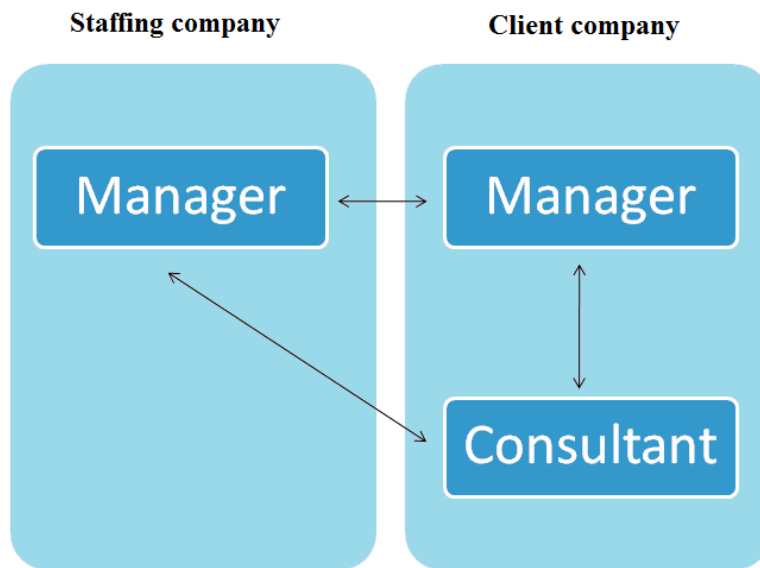 Staffing company
Client company
Manager
Manager
Consultant